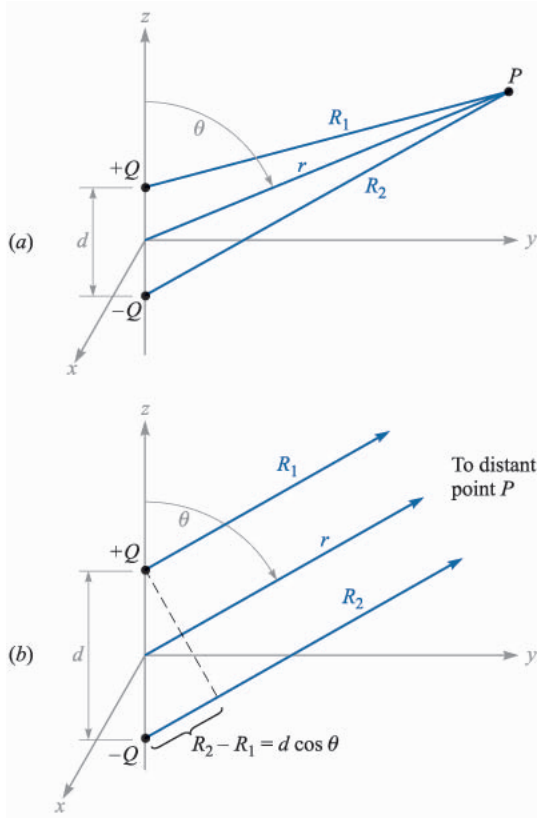 z
P
θ
R₁
+Q
r
R₂
(a)
d
y
−Q
x
z
R₁
To distant
point P
θ
r
+Q
R₂
(b)
d
y
−Q
R₂ − R₁ = d cos θ
x